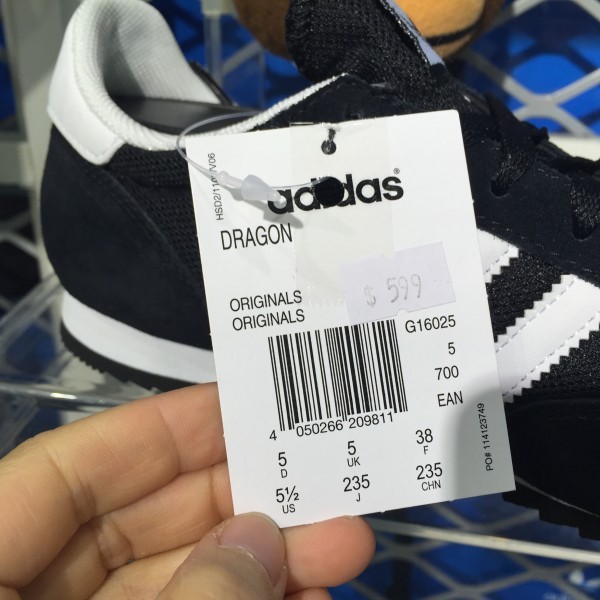 adidas®
DRAGON
$ 599
ORIGINALS
ORIGINALS
G16025
5
700
EAN
4 050266 209811
5 5 38
D UK F
5½ 235 235
US J CHN
PO# 114123749